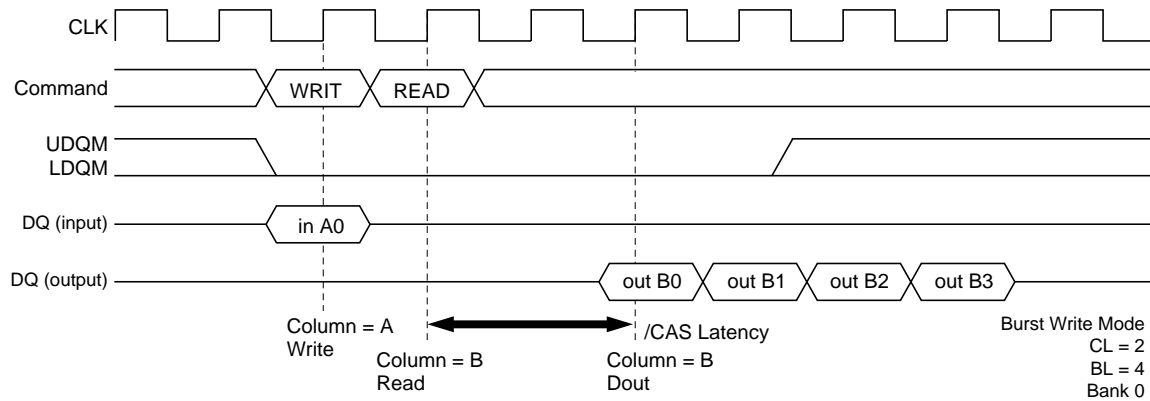 CLK
Command
WRIT
READ
UDQM
LDQM
DQ (input)
in A0
DQ (output)
out B0
out B1
out B2
out B3
Column = A
Write
/CAS Latency
Column = B
Read
Column = B
Dout
Burst Write Mode
CL = 2
BL = 4
Bank 0